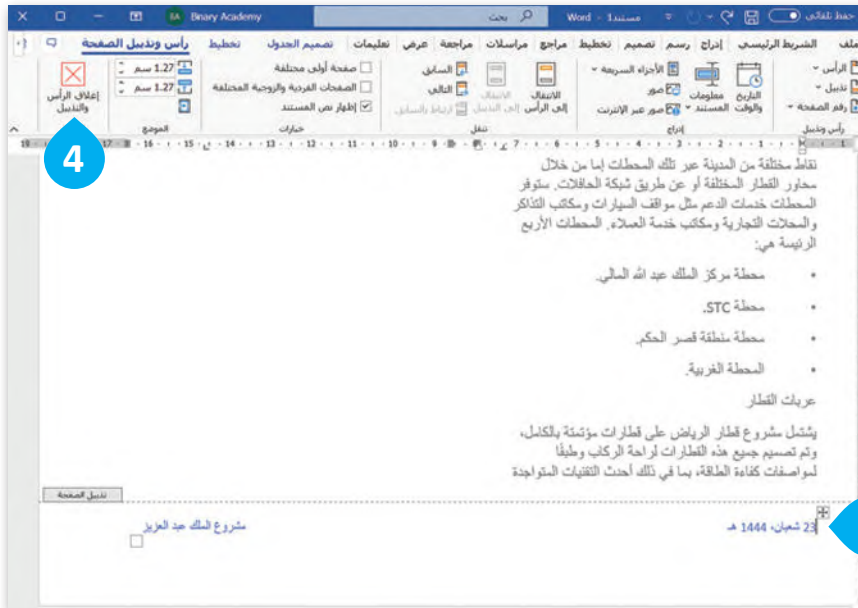 حفظ تلقائي
مستند1 - Word
بحث
Binary Academy
EA
ملف الشريط الرئيسي إدراج رسم تصميم تخطيط مراجع مراسلات مراجعة عرض تعليمات تصميم الجدول تخطيط رأس وتذييل الصفحة
الرأس
تذييل
رقم الصفحة
رأس وتذييل
التاريخ والوقت
معلومات المستند
الأجزاء السريعة
صور
صور عبر الإنترنت
إدراج
الانتقال إلى الرأس
الانتقال إلى التذييل
السابق
التالي
ارتباط بالسابق
تنقل
صفحة أولى مختلفة
الصفحات الفردية والزوجية المختلفة
إظهار نص المستند
خيارات
1.27 سم
1.27 سم
الموضع
إغلاق الرأس
والتذييل
4
نقاط مختلفة من المدينة عبر تلك المحطات إما من خلال
محاور القطار المختلفة أو عن طريق شبكة الحافلات. ستوفر
المحطات خدمات الدعم مثل مواقف السيارات ومكاتب التذاكر
والمحلات التجارية ومكاتب خدمة العملاء. المحطات الأربع
الرئيسة هي:
• محطة مركز الملك عبد الله المالي.
• محطة STC.
• محطة منطقة قصر الحكم.
• المحطة الغربية.
عربات القطار
يشتمل مشروع قطار الرياض على قطارات مؤتمتة بالكامل،
وتم تصميم جميع هذه القطارات لراحة الركاب وطبقًا
لمواصفات كفاءة الطاقة، بما في ذلك أحدث التقنيات المتواجدة
تذييل الصفحة
23 شعبان، 1444 هـ
مشروع الملك عبد العزيز